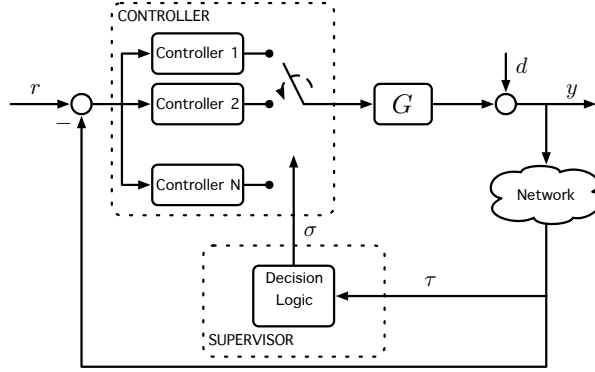 CONTROLLER
Controller 1
r
Controller 2
G
d
y
−
Controller N
Network
σ
Decision
Logic
τ
SUPERVISOR